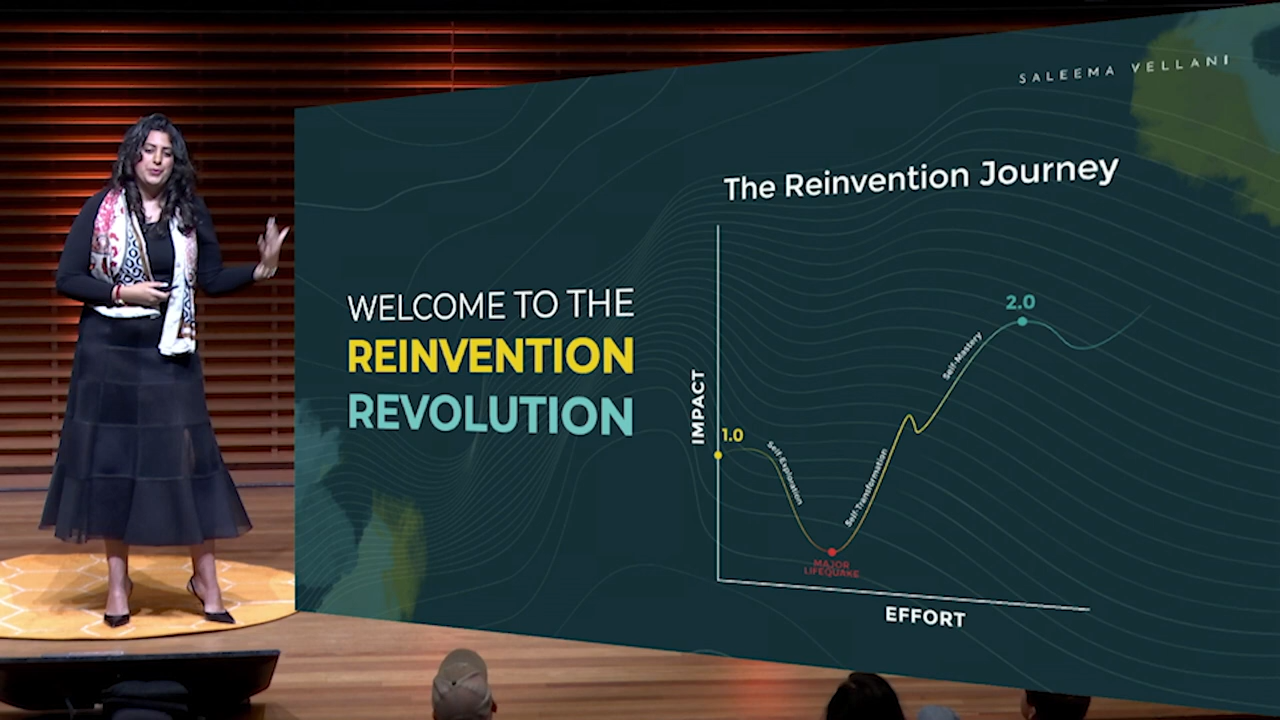 SALEEMA VELLANI
The Reinvention Journey
WELCOME TO THE
REINVENTION
REVOLUTION
IMPACT
1.0
Self-Exploration
MAJOR
LIFEQUAKE
Self-Transformation
Self-Mastery
2.0
EFFORT